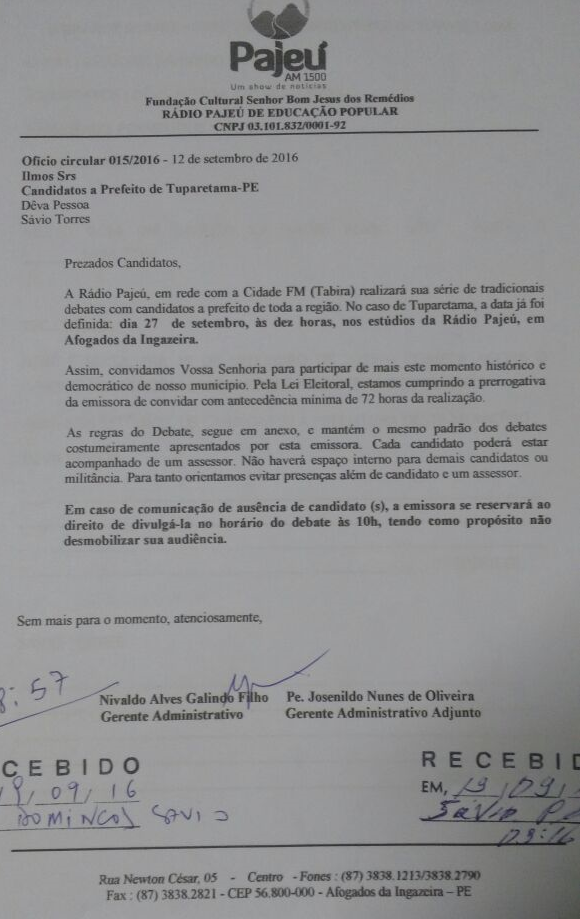 Pajeú
AM 1500
Um show de notícias
Fundação Cultural Senhor Bom Jesus dos Remédios
RÁDIO PAJEÚ DE EDUCAÇÃO POPULAR
CNPJ 03.101.832/0001-92
Oficio circular 015/2016 - 12 de setembro de 2016
Ilmos Srs
Candidatos a Prefeito de Tuparetama-PE
Dêva Pessoa
Sávio Torres
Prezados Candidatos,
A Rádio Pajeú, em rede com a Cidade FM (Tabira) realizará sua série de tradicionais
debates com candidatos a prefeito de toda a região. No caso de Tuparetama, a data já foi
definida: dia 27 de setembro, às dez horas, nos estúdios da Rádio Pajeú, em
Afogados da Ingazeira.
Assim, convidamos Vossa Senhoria para participar de mais este momento histórico e
democrático de nosso município. Pela Lei Eleitoral, estamos cumprindo a prerrogativa
da emissora de convidar com antecedência mínima de 72 horas da realização.
As regras do Debate, segue em anexo, e mantém o mesmo padrão dos debates
costumeiramente apresentados por esta emissora. Cada candidato poderá estar
acompanhado de um assessor. Não haverá espaço interno para demais candidatos ou
militância. Para tanto orientamos evitar presenças além de candidato e um assessor.
Em caso de comunicação de ausência de candidato (s), a emissora se reservará ao
direito de divulgá-la no horário do debate às 10h, tendo como propósito não
desmobilizar sua audiência.
Sem mais para o momento, atenciosamente,
:57
Nivaldo Alves Galindo Filho Pe. Josenildo Nunes de Oliveira
Gerente Administrativo Gerente Administrativo Adjunto
CEBIDO
09, 16
DOMINGOS SAVIO
RECEBID
EM, 19, 09,
Sávio
09:16
Rua Newton César, 05 - Centro - Fones : (87) 3838.1213/3838.2790
Fax : (87) 3838.2821 - CEP 56.800-000 - Afogados da Ingazeira – PE